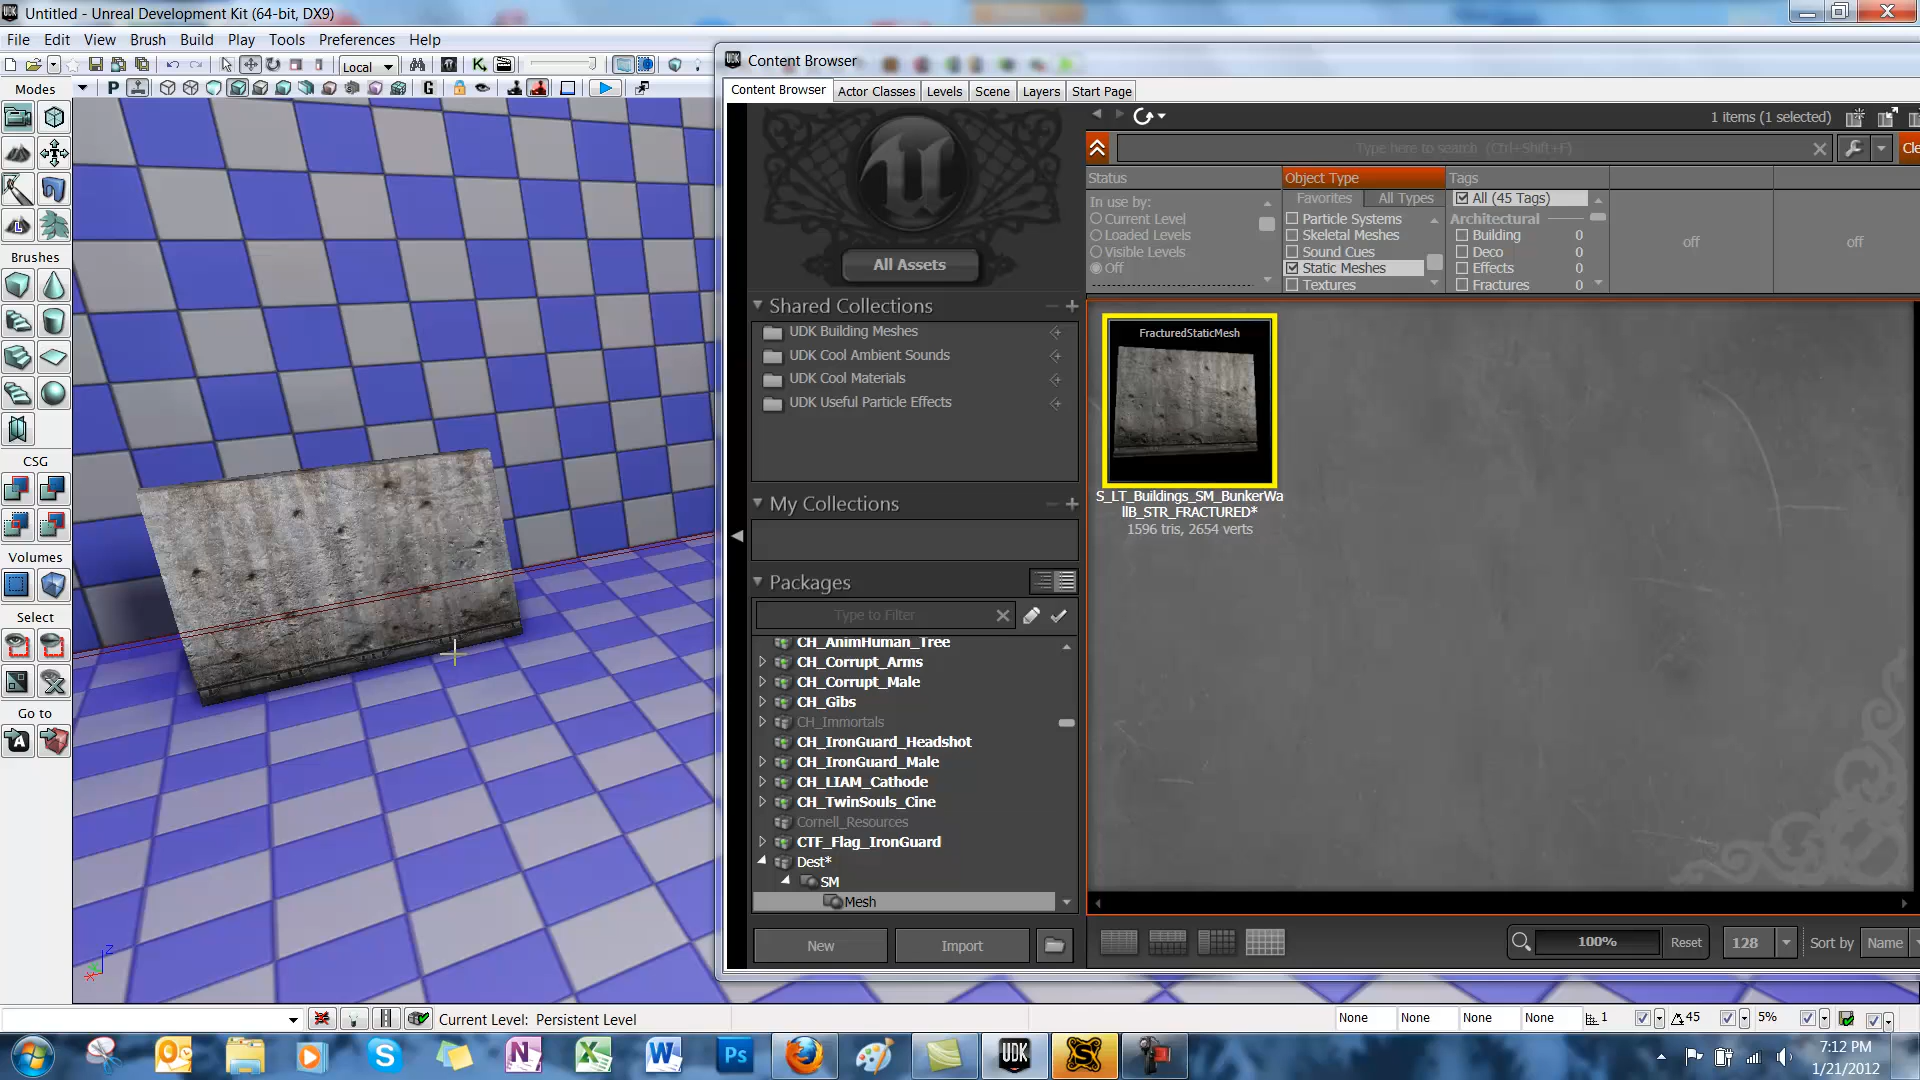 Untitled - Unreal Development Kit (64-bit, DX9)
File Edit View Brush Build Play Tools Preferences Help
Local
Modes
Brushes
CSG
Volumes
Select
Go to
Content Browser
Content Browser Actor Classes Levels Scene Layers Start Page
1 items (1 selected)
Type here to search (Ctrl+Shift+F)
Cle
All Assets
Status
In use by:
Current Level
Loaded Levels
Visible Levels
Off
Object Type
Favorites All Types
Particle Systems
Skeletal Meshes
Sound Cues
Static Meshes
Textures
Tags
All (45 Tags)
Architectural
Building 0
Deco 0
Effects 0
Fractures 0
off
off
Shared Collections
UDK Building Meshes
UDK Cool Ambient Sounds
UDK Cool Materials
UDK Useful Particle Effects
My Collections
Packages
Type to Filter
CH_AnimHuman_Tree
CH_Corrupt_Arms
CH_Corrupt_Male
CH_Gibs
CH_Immortals
CH_IronGuard_Headshot
CH_IronGuard_Male
CH_LIAM_Cathode
CH_TwinSouls_Cine
Cornell_Resources
CTF_Flag_IronGuard
Dest*
SM
Mesh
New Import
FracturedStaticMesh
S_LT_Buildings_SM_BunkerWa
llB_STR_FRACTURED*
1596 tris, 2654 verts
100% Reset 128 Sort by Name
Current Level: Persistent Level
None None None None 1 45 5%
7:12 PM
1/21/2012